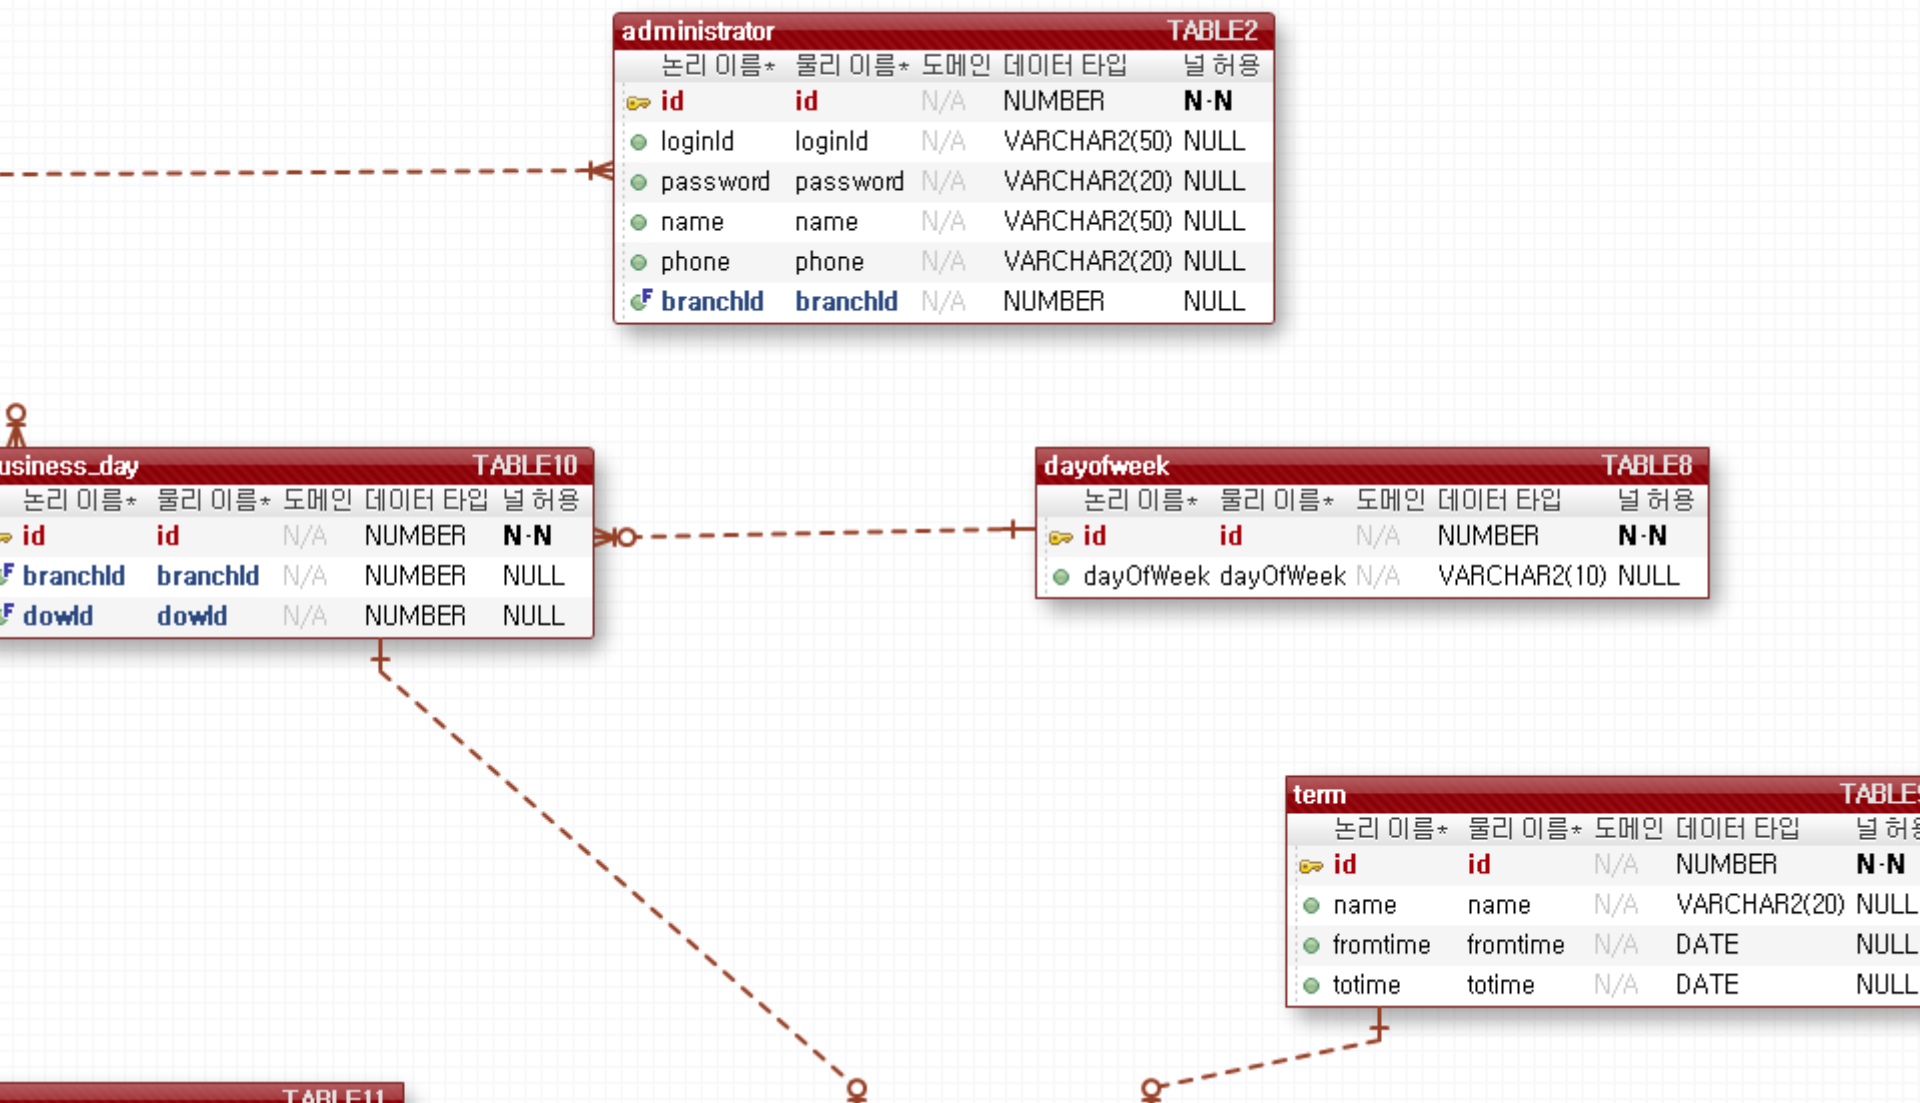 administrator TABLE2
논리 이름* 물리 이름* 도메인 데이터 타입 널 허용
id id N/A NUMBER N-N
loginId loginId N/A VARCHAR2(50) NULL
password password N/A VARCHAR2(20) NULL
name name N/A VARCHAR2(50) NULL
phone phone N/A VARCHAR2(20) NULL
F branchId branchId N/A NUMBER NULL
usiness_day TABLE10
논리 이름* 물리 이름* 도메인 데이터 타입 널 허용
id id N/A NUMBER N-N
F branchId branchId N/A NUMBER NULL
F dowId dowId N/A NUMBER NULL
dayofweek TABLE8
논리 이름* 물리 이름* 도메인 데이터 타입 널 허용
id id N/A NUMBER N-N
dayOfWeek dayOfWeek N/A VARCHAR2(10) NULL
term TABLE
논리 이름* 물리 이름* 도메인 데이터 타입 널 허
id id N/A NUMBER N-N
name name N/A VARCHAR2(20) NULL
fromtime fromtime N/A DATE NULL
totime totime N/A DATE NULL
TABLE11